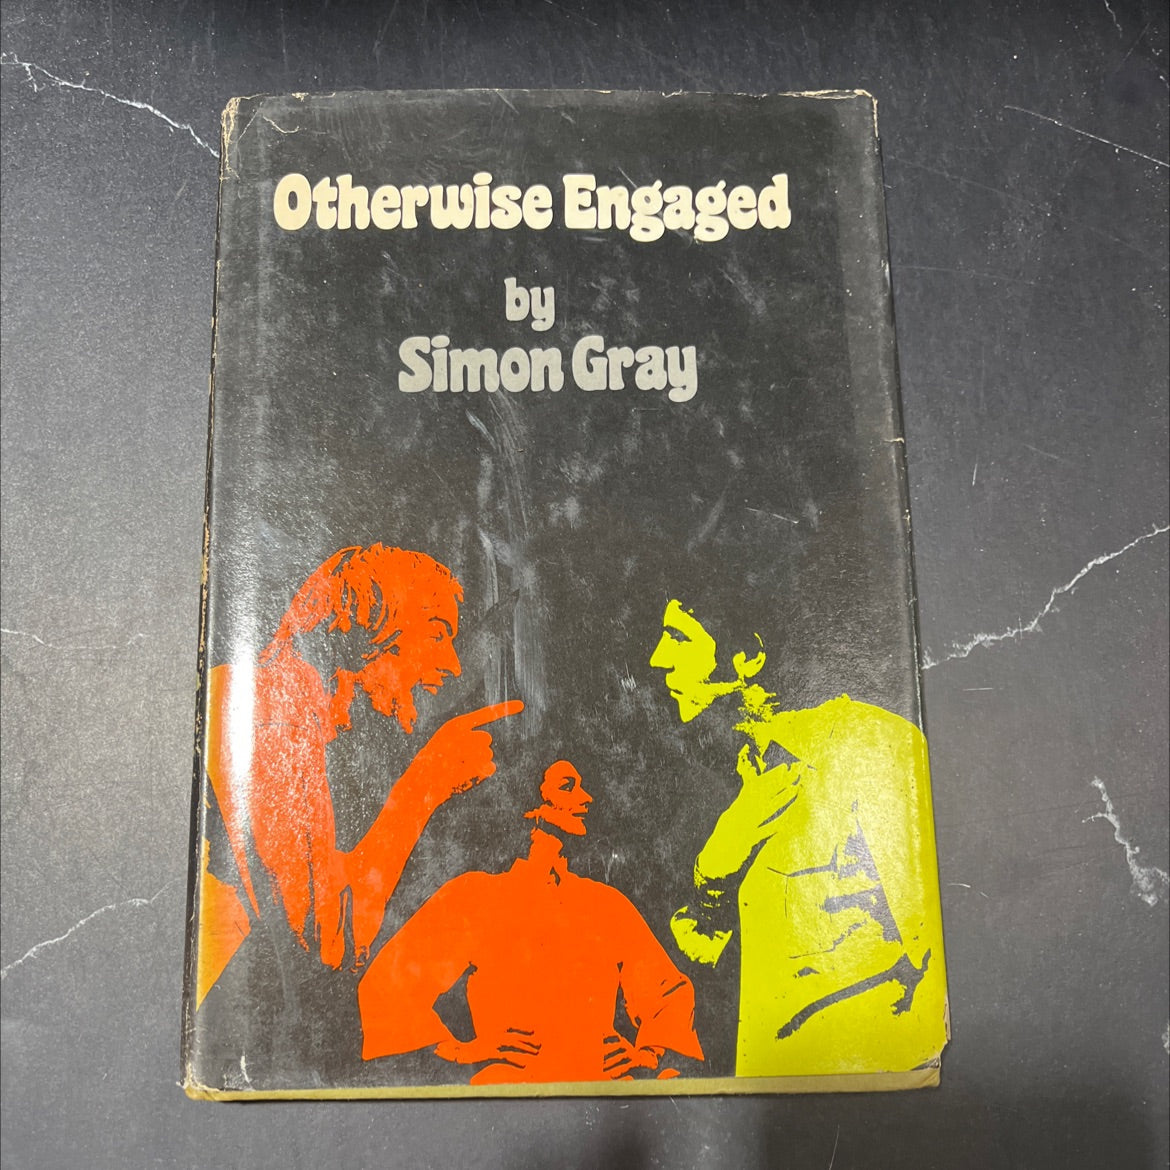 Otherwise Engaged
by
Simon Gray